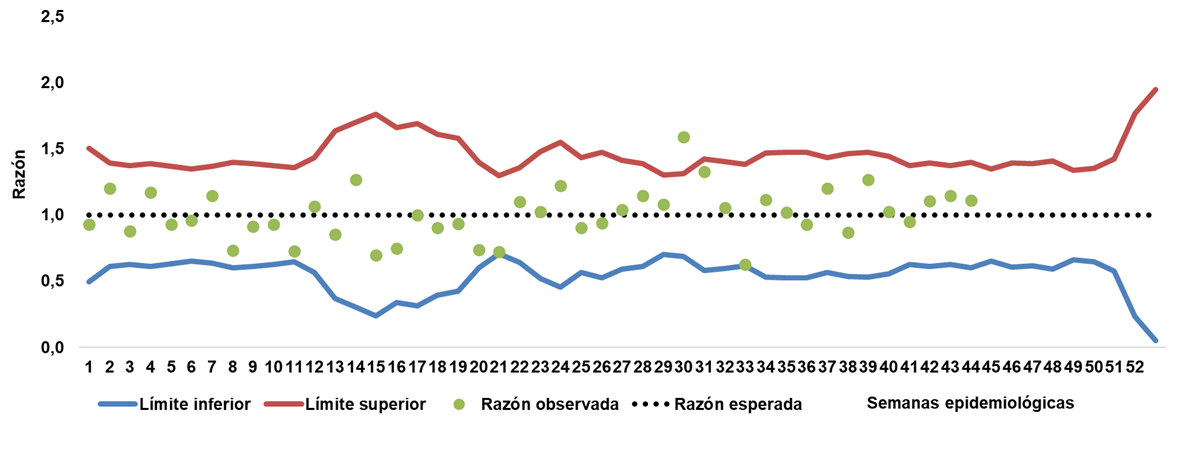 2,5
2,0
1,5
1,0
0,5
0,0
Razón
1 2 3 4 5 6 7 8 9 10 11 12 13 14 15 16 17 18 19 20 21 22 23 24 25 26 27 28 29 30 31 32 33 34 35 36 37 38 39 40 41 42 43 44 45 46 47 48 49 50 51 52
Límite inferior Límite superior Razón observada Razón esperada Semanas epidemiológicas